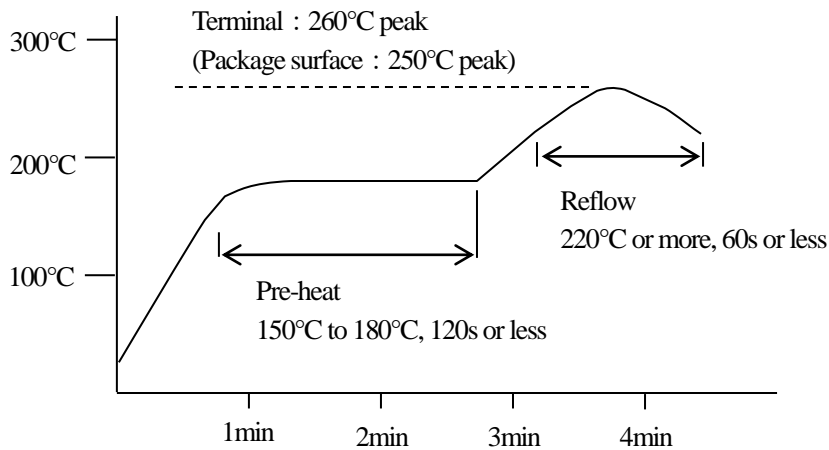 Terminal : 260°C peak
(Package surface : 250°C peak)
300°C
200°C
100°C
Reflow
220°C or more, 60s or less
Pre-heat
150°C to 180°C, 120s or less
1min
2min
3min
4min